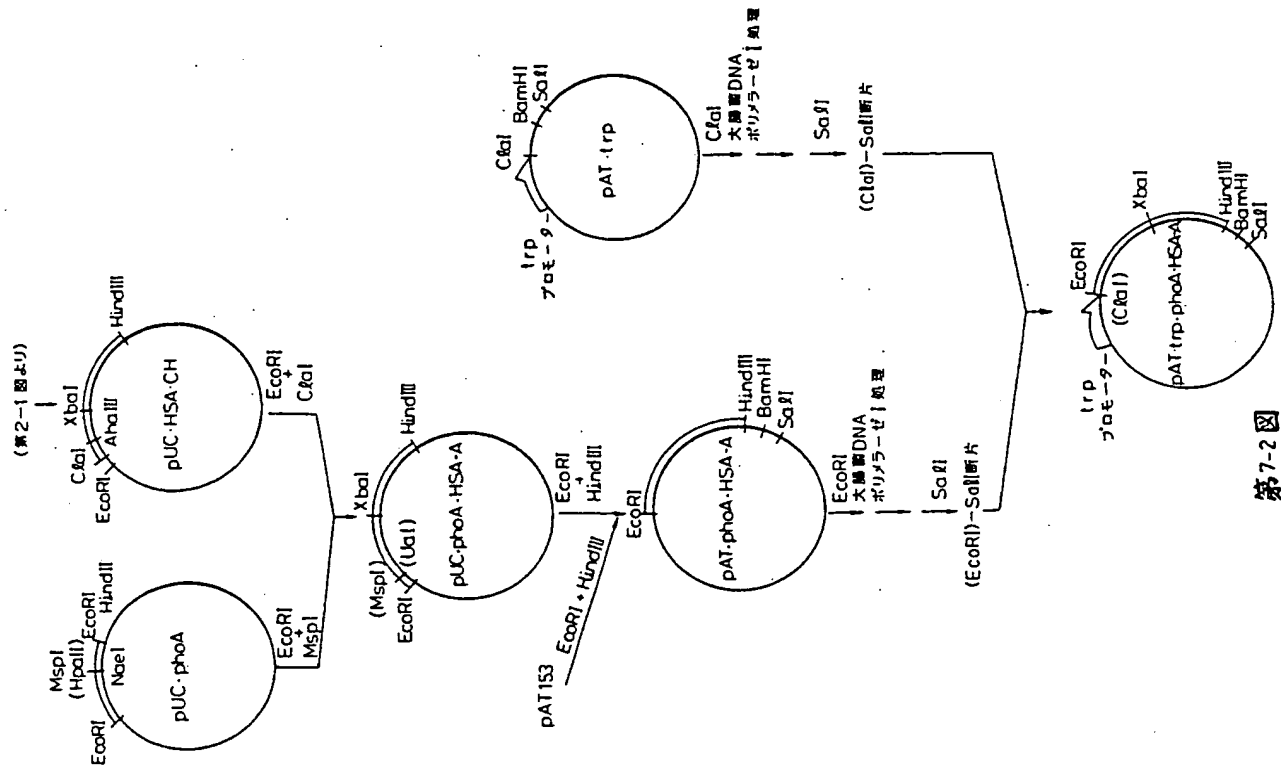 (第2-1図より)
MspI
(HpaII)
EcoRI
NaeI
EcoRI
HindIII
pUC・phoA
EcoRI
+
MspI
XbaI
ClaI
EcoRI
AhaIII
HindIII
pUC・HSA・CH
EcoRI
+
ClaI
XbaI
(MspI)
EcoRI
(UaI)
HindIII
pUC・phoA・HSA・A
EcoRI
+
HindIII
pAT153
EcoRI + HindIII
EcoRI
HindIII
BamHI
SalI
pAT・phoA・HSA・A
EcoRI
大腸菌DNA
ポリメラーゼI処理
SalI
(EcoRI)-SalI断片
trp
プロモーター
ClaI
BamHI
SalI
pAT・trp
ClaI
大腸菌DNA
ポリメラーゼI処理
SalI
(ClaI)-SalI断片
trp
プロモーター
EcoRI
(ClaI)
XbaI
HindIII
BamHI
SalI
pAT・trp・phoA・HSA・A
第7-2図